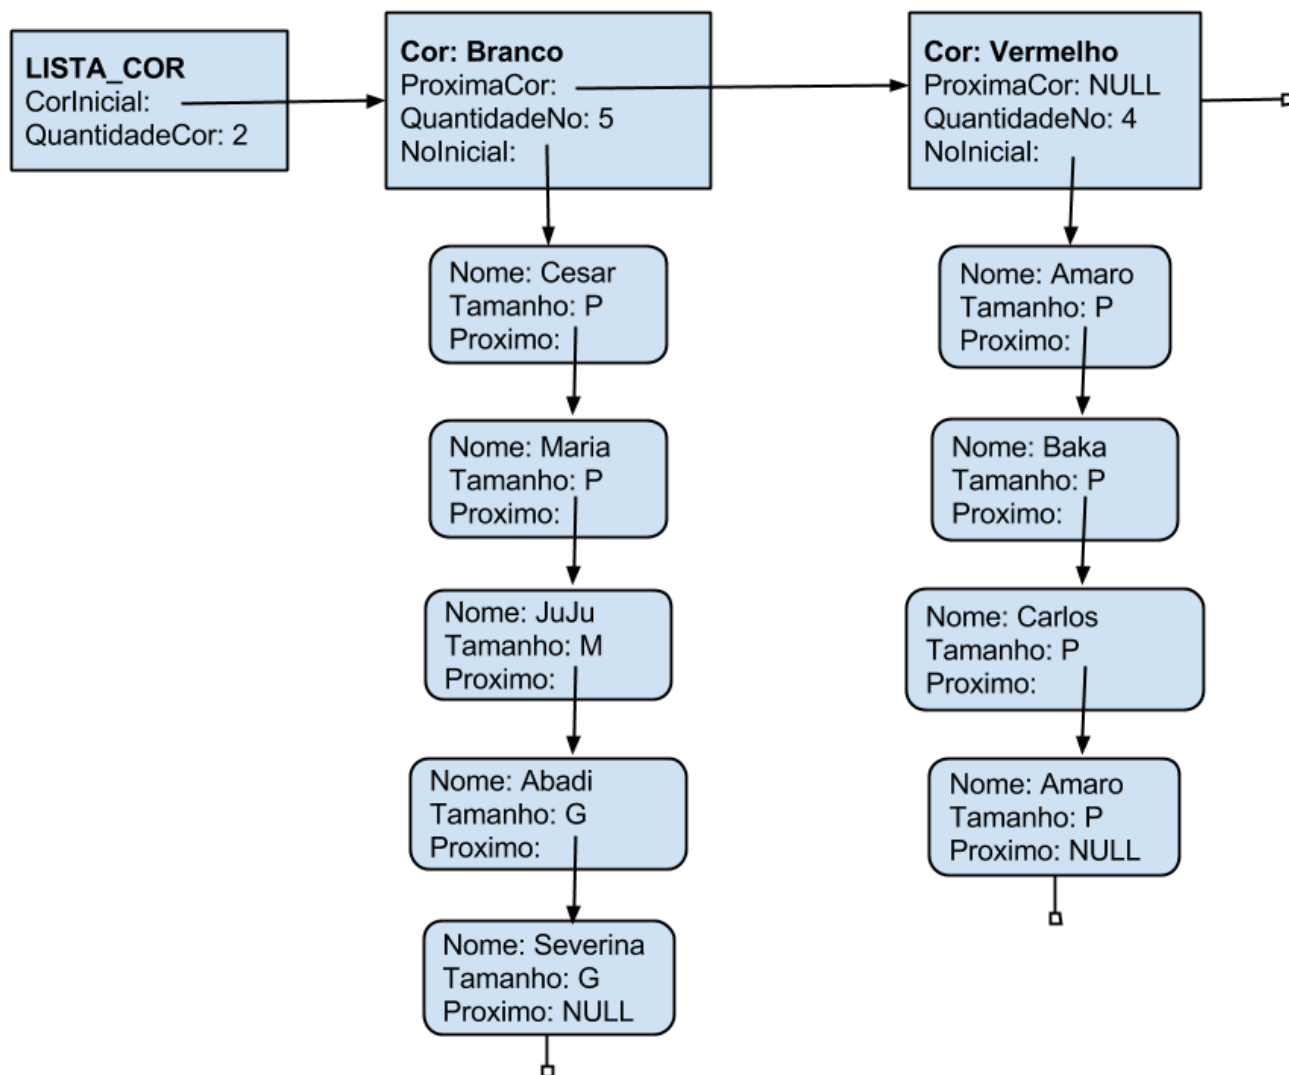 LISTA_COR
CorInicial:
QuantidadeCor: 2
Cor: Branco
ProximaCor:
QuantidadeNo: 5
NoInicial:
Cor: Vermelho
ProximaCor: NULL
QuantidadeNo: 4
NoInicial:
Nome: Cesar
Tamanho: P
Proximo:
Nome: Maria
Tamanho: P
Proximo:
Nome: JuJu
Tamanho: M
Proximo:
Nome: Abadi
Tamanho: G
Proximo:
Nome: Severina
Tamanho: G
Proximo: NULL
Nome: Amaro
Tamanho: P
Proximo:
Nome: Baka
Tamanho: P
Proximo:
Nome: Carlos
Tamanho: P
Proximo:
Nome: Amaro
Tamanho: P
Proximo: NULL